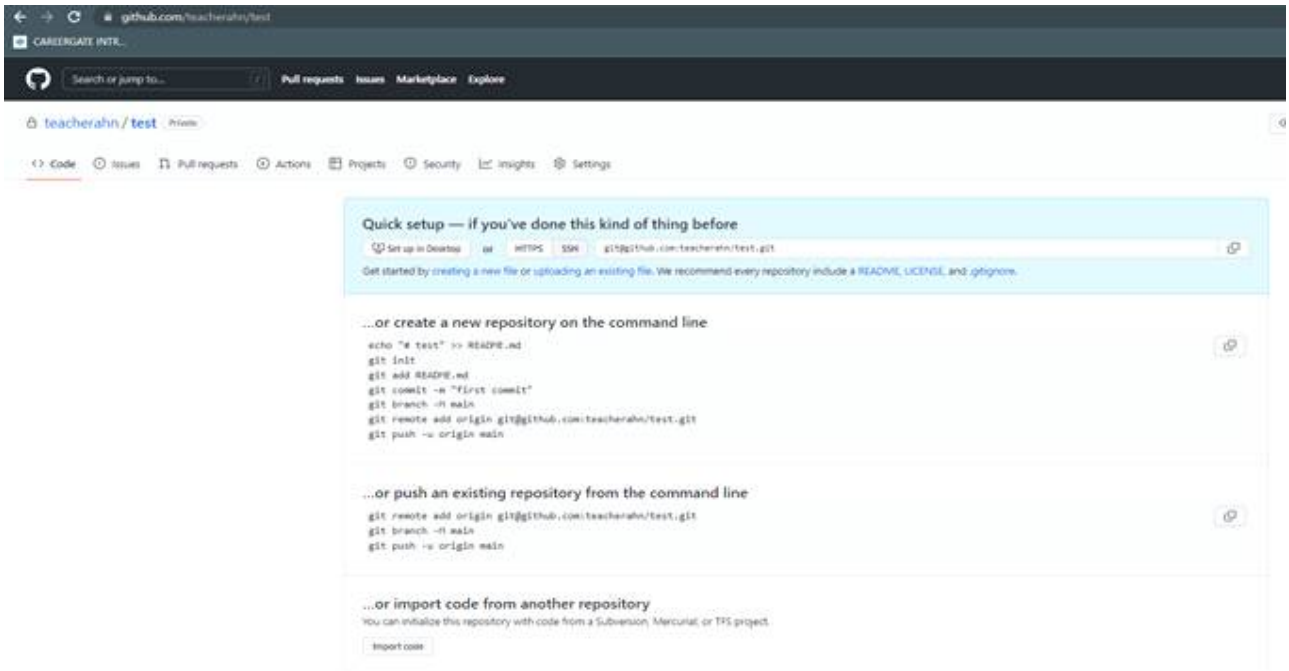 github.com/teacherahn/test
CAREERGATE INTR...
Search or jump to... / Pull requests Issues Marketplace Explore
teacherahn / test Private
<> Code Issues Pull requests Actions Projects Security Insights Settings
Quick setup — if you've done this kind of thing before
Set up in Desktop or HTTPS SSH git@github.com:teacherahn/test.git
Get started by creating a new file or uploading an existing file. We recommend every repository include a README, LICENSE, and .gitignore.
...or create a new repository on the command line
echo "# test" >> README.md
git init
git add README.md
git commit -m "first commit"
git branch -M main
git remote add origin git@github.com:teacherahn/test.git
git push -u origin main
...or push an existing repository from the command line
git remote add origin git@github.com:teacherahn/test.git
git branch -M main
git push -u origin main
...or import code from another repository
You can initialize this repository with code from a Subversion, Mercurial, or TFS project.
Import code